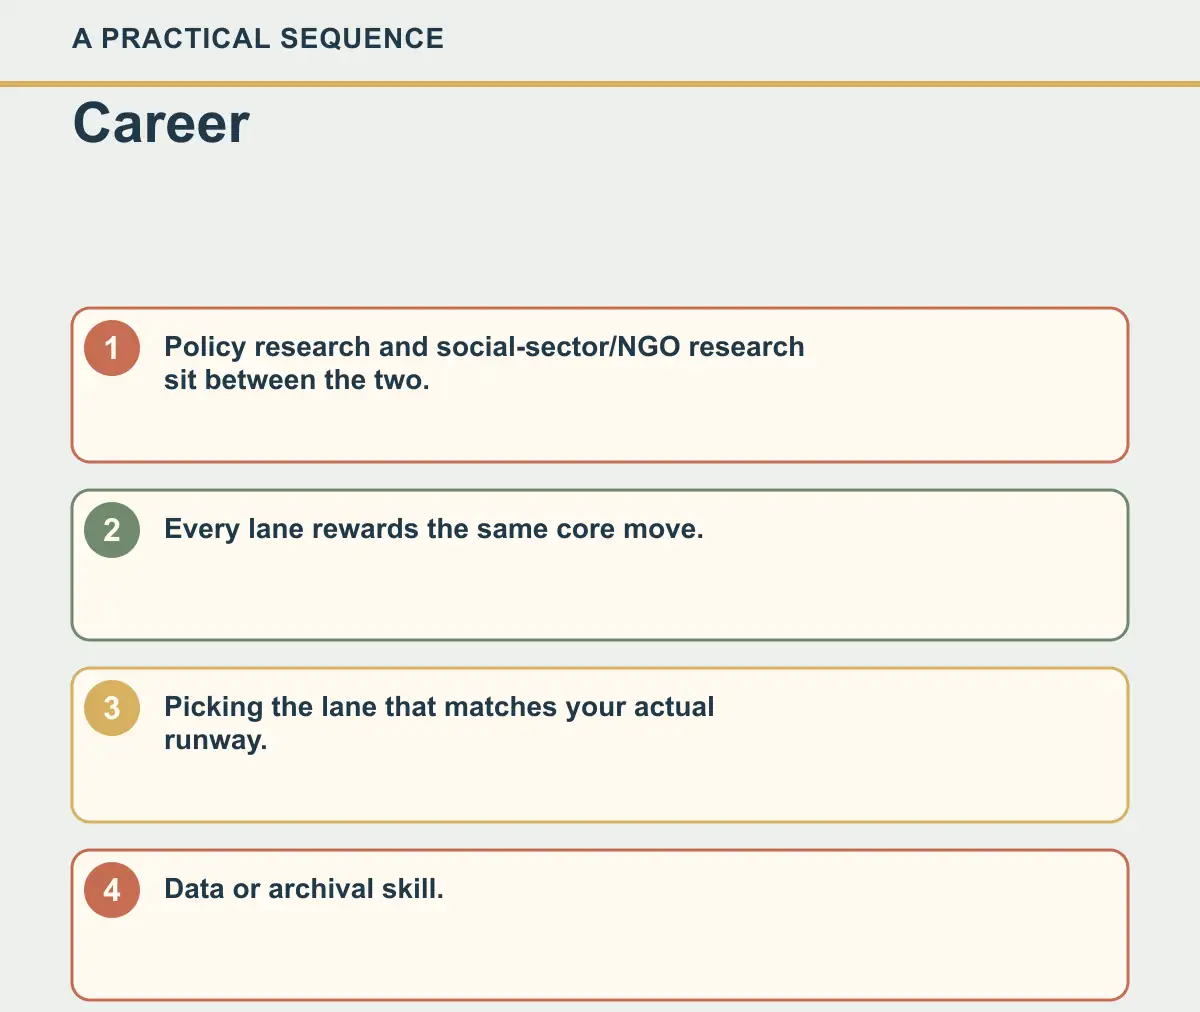 A PRACTICAL SEQUENCE
Career
1
Policy research and social-sector/NGO research
sit between the two.
2
Every lane rewards the same core move.
3
Picking the lane that matches your actual
runway.
4
Data or archival skill.